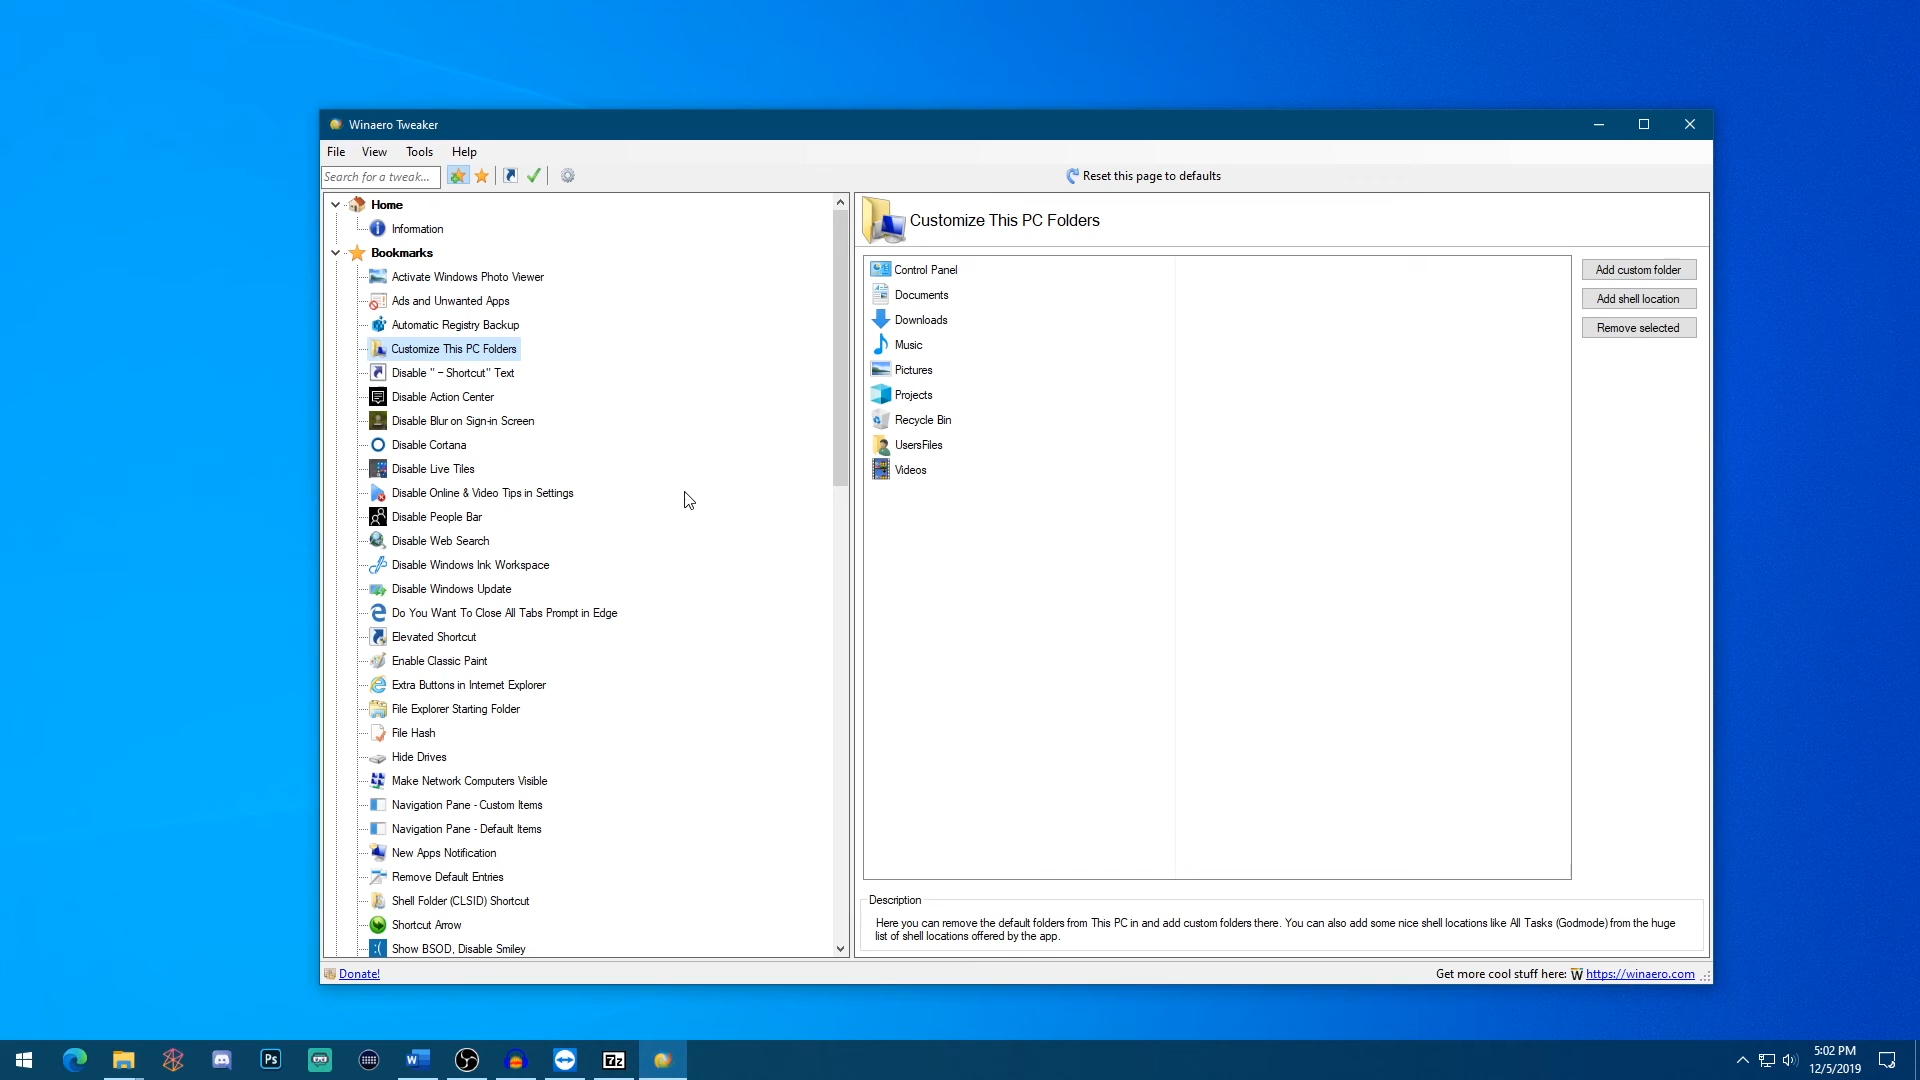 Winaero Tweaker
File View Tools Help
Search for a tweak...
Reset this page to defaults
Home
Information
Bookmarks
Activate Windows Photo Viewer
Ads and Unwanted Apps
Automatic Registry Backup
Customize This PC Folders
Disable " - Shortcut" Text
Disable Action Center
Disable Blur on Sign-in Screen
Disable Cortana
Disable Live Tiles
Disable Online & Video Tips in Settings
Disable People Bar
Disable Web Search
Disable Windows Ink Workspace
Disable Windows Update
Do You Want To Close All Tabs Prompt in Edge
Elevated Shortcut
Enable Classic Paint
Extra Buttons in Internet Explorer
File Explorer Starting Folder
File Hash
Hide Drives
Make Network Computers Visible
Navigation Pane - Custom Items
Navigation Pane - Default Items
New Apps Notification
Remove Default Entries
Shell Folder (CLSID) Shortcut
Shortcut Arrow
:( Show BSOD, Disable Smiley
Customize This PC Folders
Control Panel
Documents
Downloads
Music
Pictures
Projects
Recycle Bin
UsersFiles
Videos
Add custom folder
Add shell location
Remove selected
Description
Here you can remove the default folders from This PC in and add custom folders there. You can also add some nice shell locations like All Tasks (Godmode) from the huge
list of shell locations offered by the app.
Donate!
Get more cool stuff here: W https://winaero.com
Ps
W
7z
5:02 PM
12/5/2019